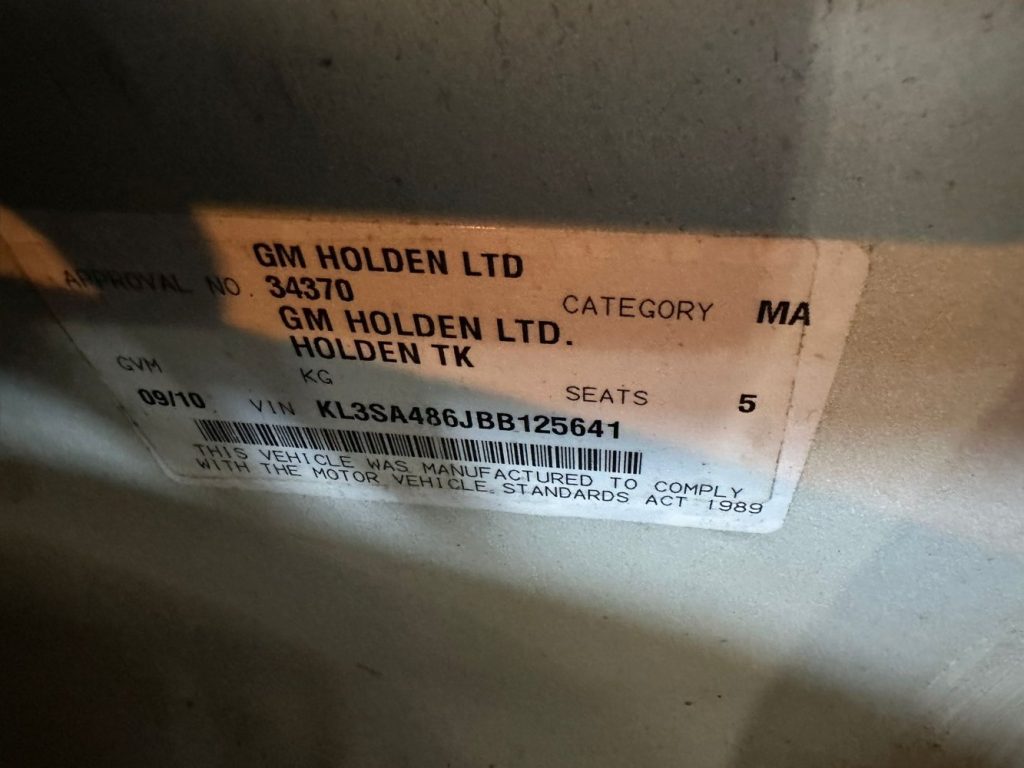 GM HOLDEN LTD
APPROVAL NO. 34370 CATEGORY MA
GM HOLDEN LTD.
HOLDEN TK
GVM KG SEATS 5
09/10 VIN KL3SA486JBB125641
THIS VEHICLE WAS MANUFACTURED TO COMPLY
WITH THE MOTOR VEHICLE STANDARDS ACT 1989